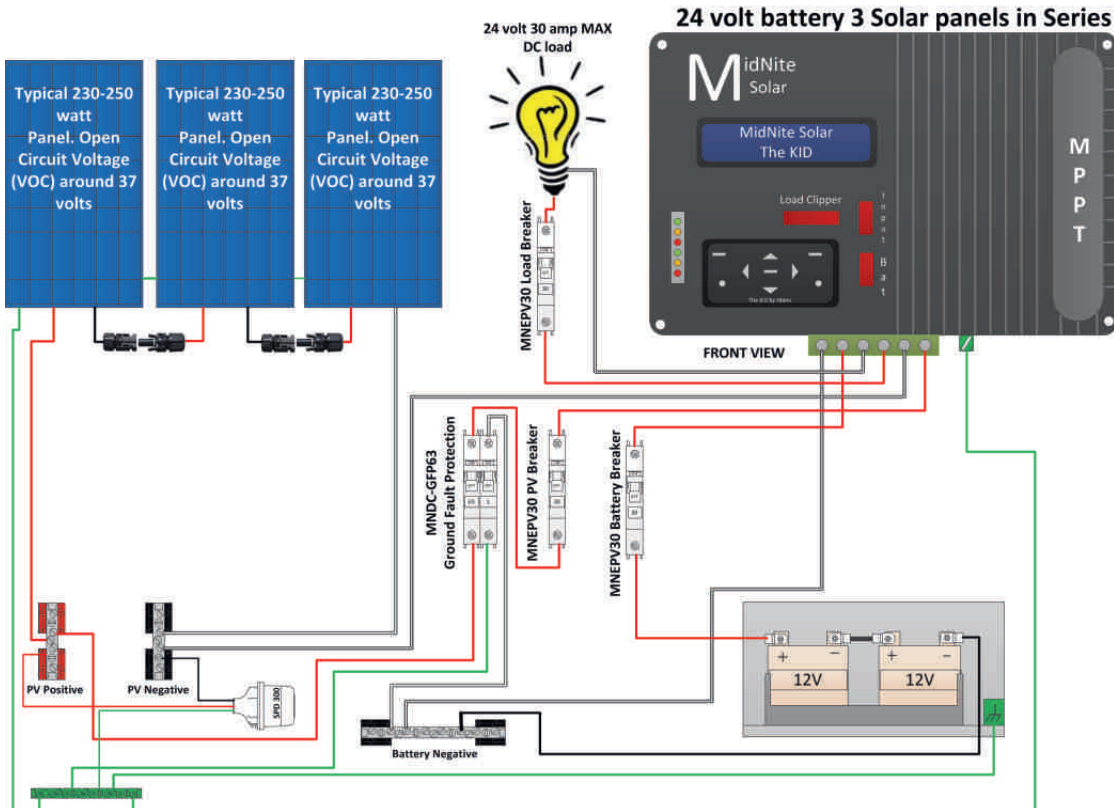 24 volt battery 3 Solar panels in Series
24 volt 30 amp MAX
DC load
Typical 230-250
watt
Panel. Open
Circuit Voltage
(VOC) around 37
volts
Typical 230-250
watt
Panel. Open
Circuit Voltage
(VOC) around 37
volts
Typical 230-250
watt
Panel. Open
Circuit Voltage
(VOC) around 37
volts
MidNite
Solar
MidNite Solar
The KID
Load Clipper
Input
Bat
MPPT
MNEPV30 Load Breaker
FRONT VIEW
MNDC-GFP63
Ground Fault Protection
MNEPV30 PV Breaker
MNEPV30 Battery Breaker
PV Positive
PV Negative
SPD 300
Battery Negative
+ -
12V
+ -
12V